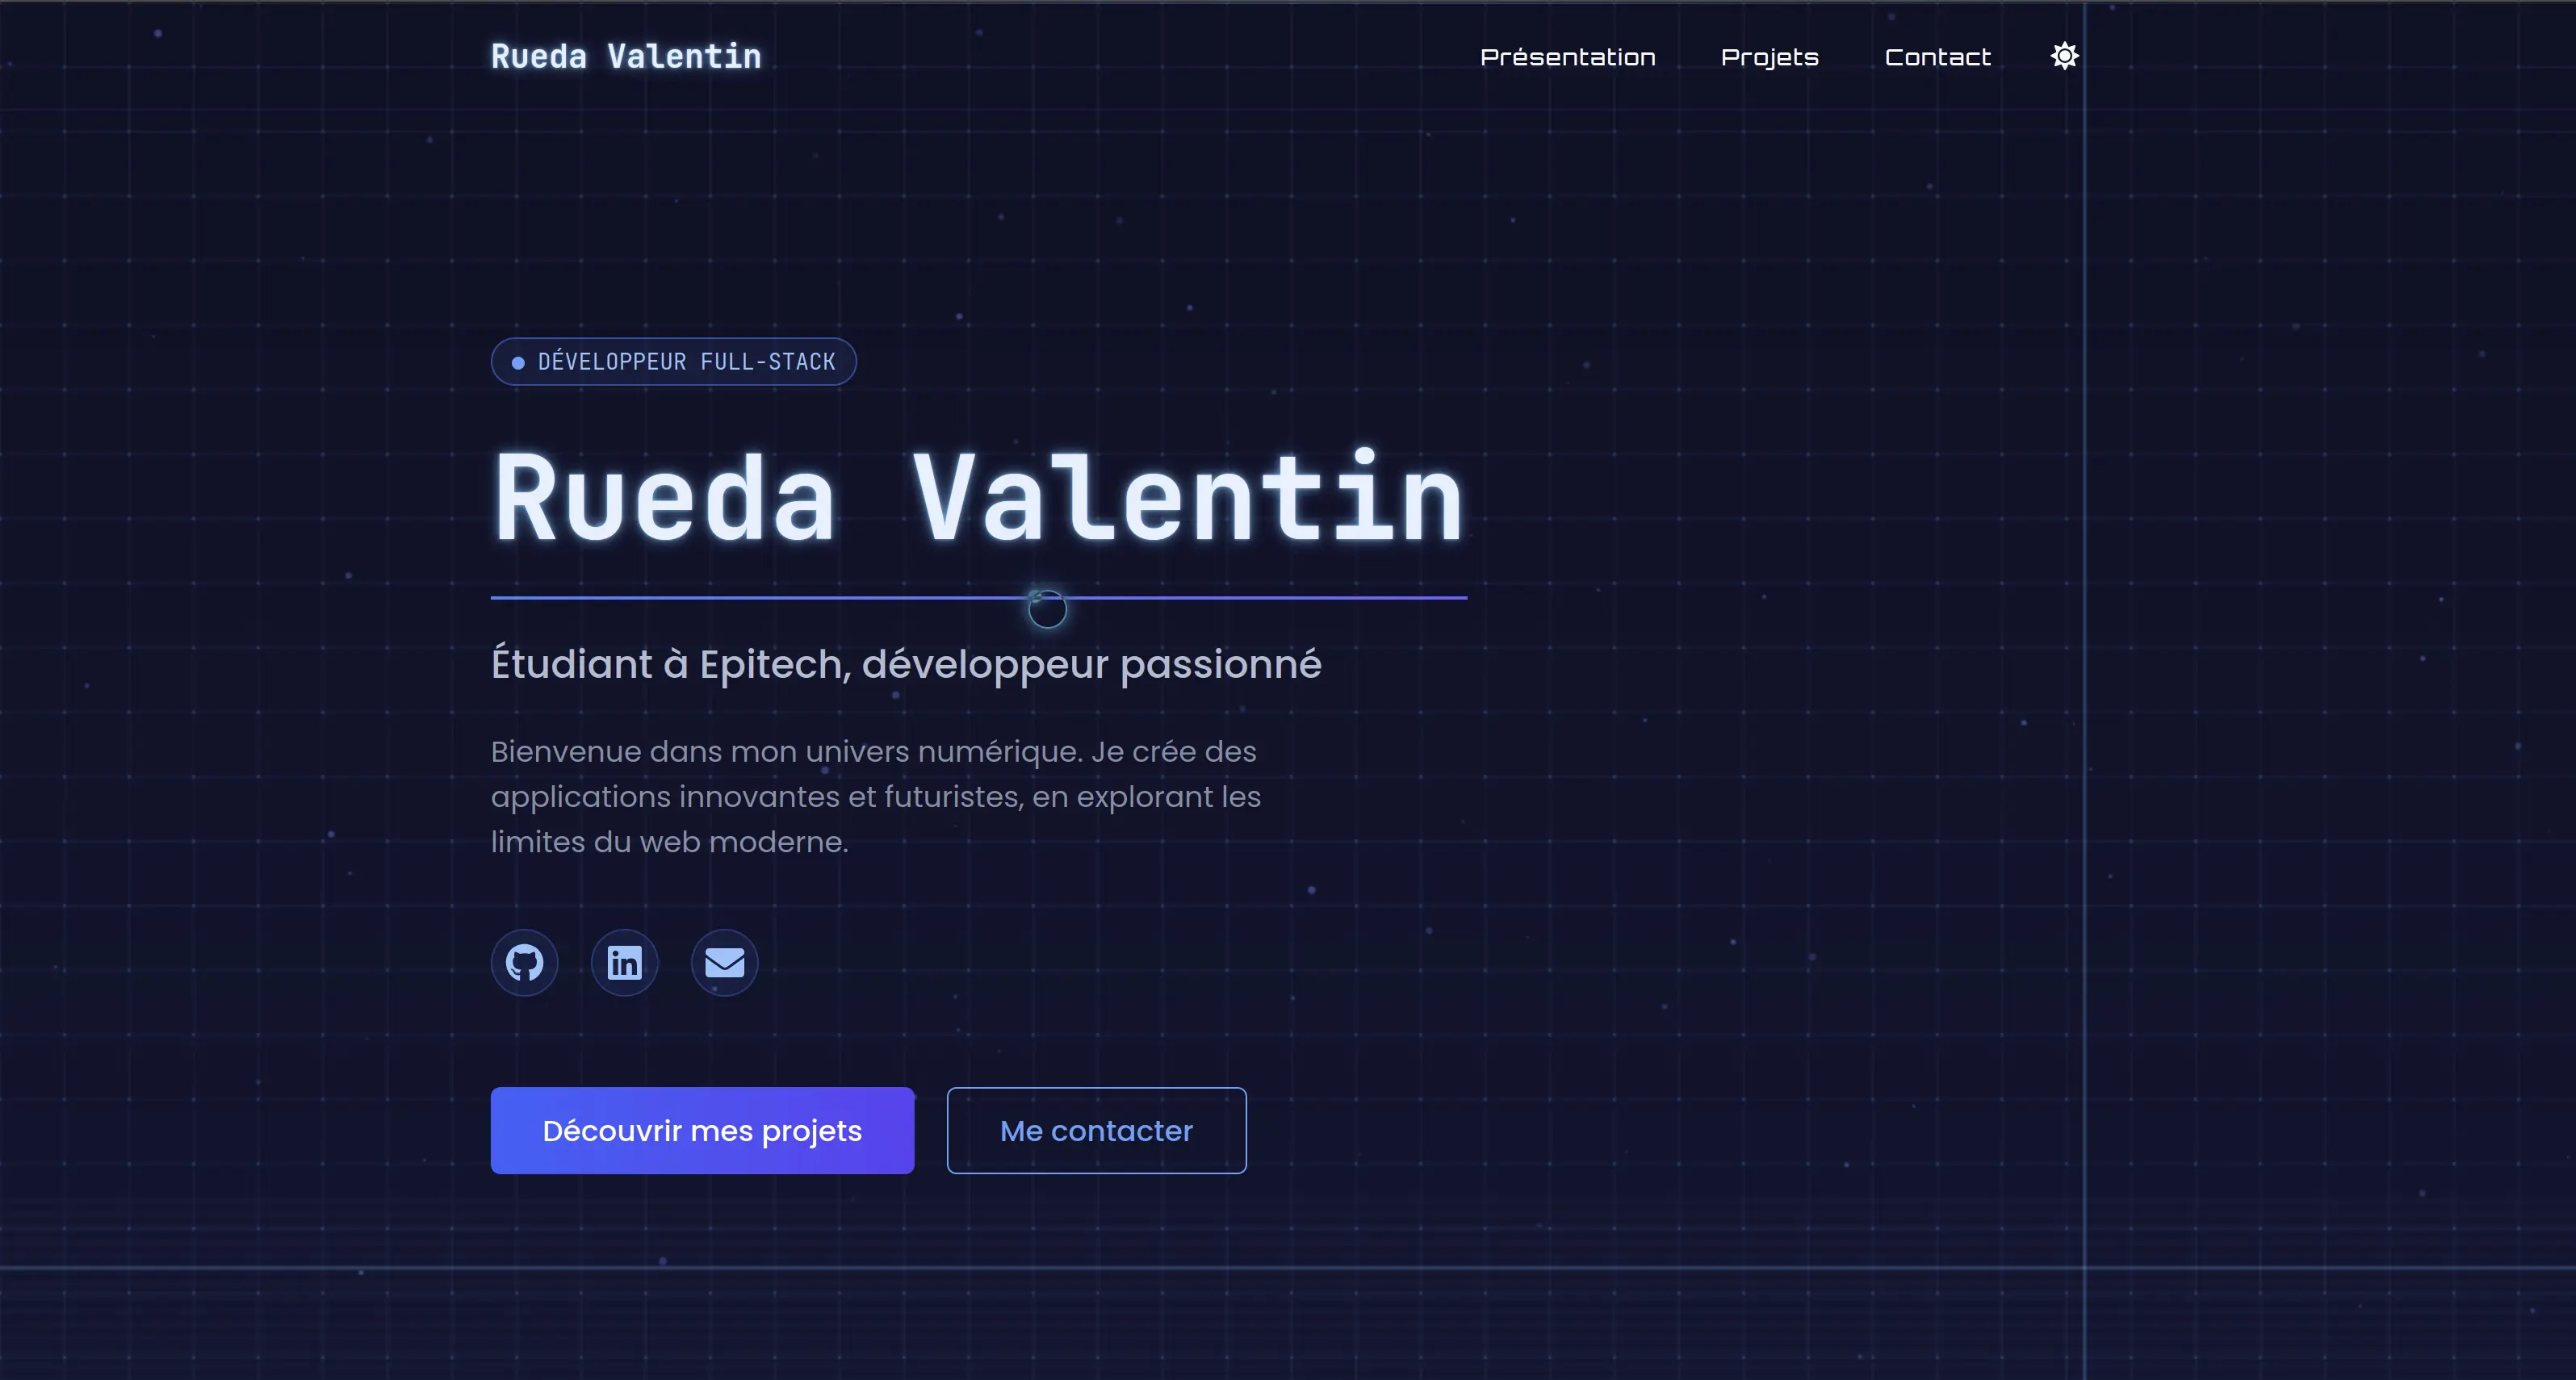 Rueda Valentin
Présentation
Projets
Contact
DÉVELOPPEUR FULL-STACK
Rueda Valentin
Étudiant à Epitech, développeur passionné
Bienvenue dans mon univers numérique. Je crée des
applications innovantes et futuristes, en explorant les
limites du web moderne.
Découvrir mes projets
Me contacter